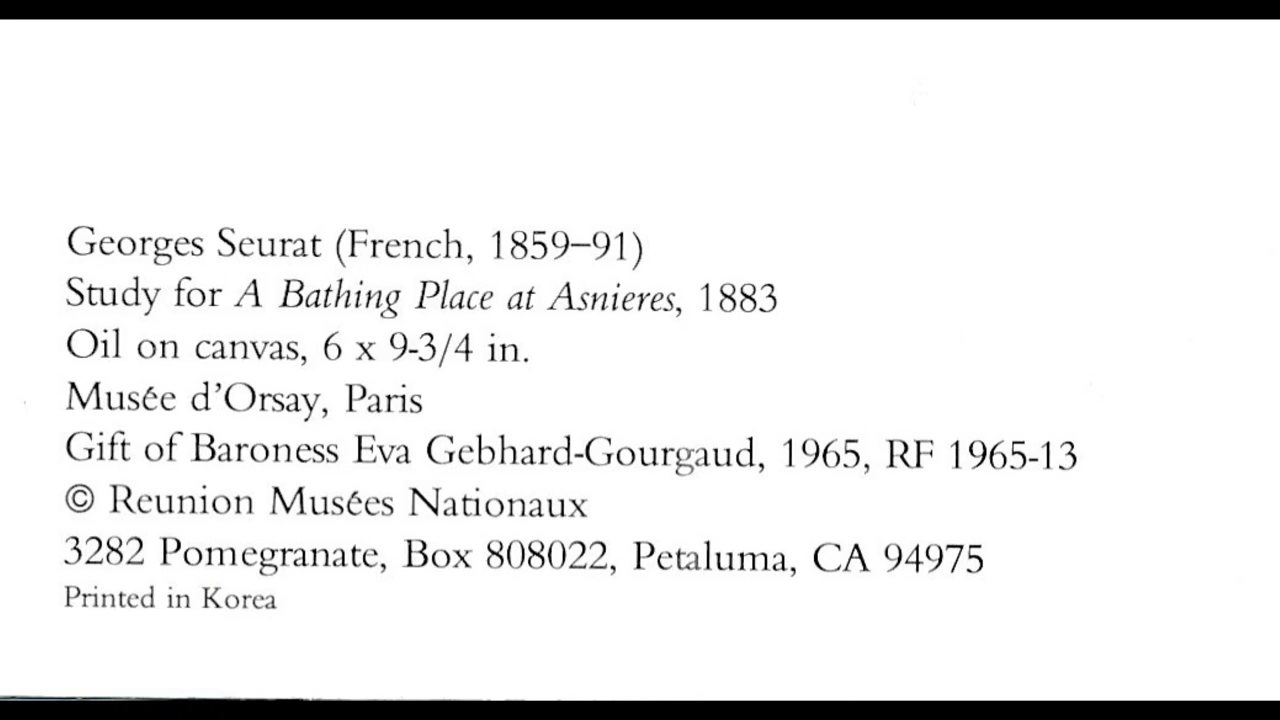 Georges Seurat (French, 1859–91)
Study for A Bathing Place at Asnieres, 1883
Oil on canvas, 6 x 9-3/4 in.
Musée d’Orsay, Paris
Gift of Baroness Eva Gebhard-Gourgaud, 1965, RF 1965-13
© Reunion Musées Nationaux
3282 Pomegranate, Box 808022, Petaluma, CA 94975
Printed in Korea